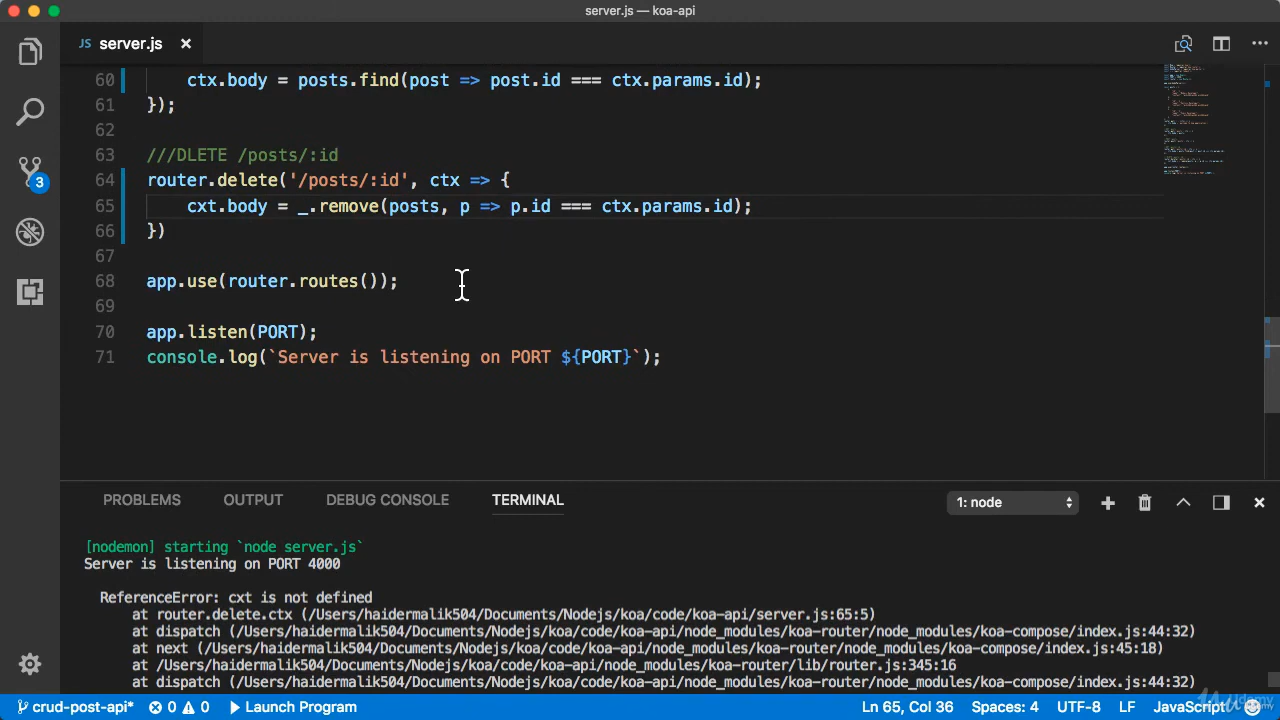 server.js — koa-api
JS server.js
60 ctx.body = posts.find(post => post.id === ctx.params.id);
61 });
62
63 ///DLETE /posts/:id
64 router.delete('/posts/:id', ctx => {
65 cxt.body = _.remove(posts, p => p.id === ctx.params.id);
66 })
67
68 app.use(router.routes());
69
70 app.listen(PORT);
71 console.log(`Server is listening on PORT ${PORT}`);
3
PROBLEMS OUTPUT DEBUG CONSOLE TERMINAL 1: node
[nodemon] starting `node server.js`
Server is listening on PORT 4000
ReferenceError: cxt is not defined
at router.delete.ctx (/Users/haidermalik504/Documents/Nodejs/koa/code/koa-api/server.js:65:5)
at dispatch (/Users/haidermalik504/Documents/Nodejs/koa/code/koa-api/node_modules/koa-router/node_modules/koa-compose/index.js:44:32)
at next (/Users/haidermalik504/Documents/Nodejs/koa/code/koa-api/node_modules/koa-router/node_modules/koa-compose/index.js:45:18)
at /Users/haidermalik504/Documents/Nodejs/koa/code/koa-api/node_modules/koa-router/lib/router.js:345:16
at dispatch (/Users/haidermalik504/Documents/Nodejs/koa/code/koa-api/node_modules/koa-compose/index.js:44:32)
crud-post-api* 0 0 Launch Program Ln 65, Col 36 Spaces: 4 UTF-8 LF JavaScript